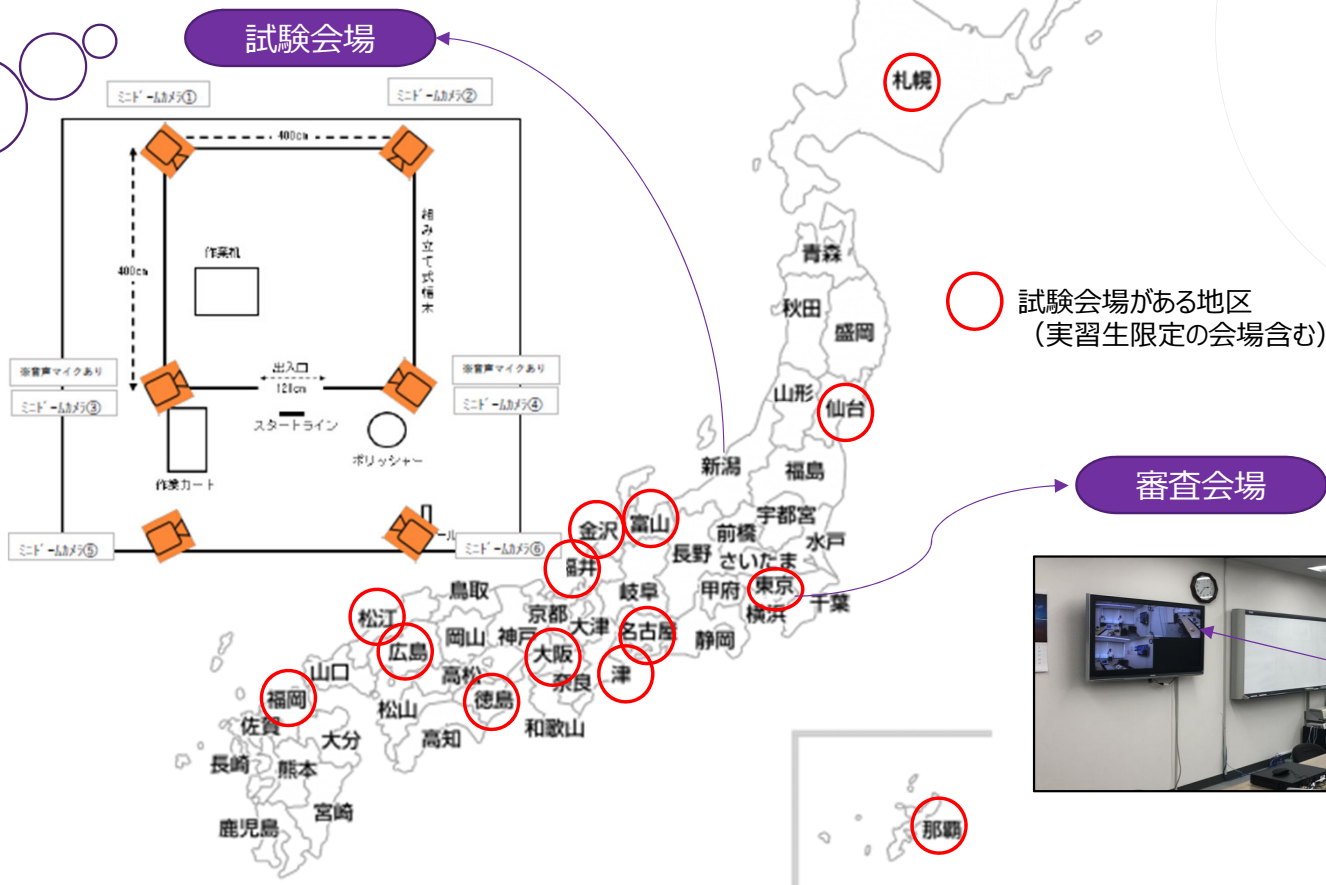 試験会場
ミニドームカメラ①
ミニドームカメラ②
400cm
400cm
組み立て式幅木
作業机
出入口
120cm
※音声マイクあり
※音声マイクあり
ミニドームカメラ③
ミニドームカメラ④
スタートライン
ポリッシャー
作業カート
ミニドームカメラ⑤
ミニドームカメラ⑥
札幌
青森
秋田
盛岡
試験会場がある地区
（実習生限定の会場含む）
山形
仙台
新潟
福島
審査会場
金沢
富山
前橋
宇都宮
水戸
長野
さいたま
福井
岐阜
甲府
東京
千葉
横浜
鳥取
京都
大津
名古屋
静岡
松江
広島
岡山
神戸
大阪
奈良
津
山口
高松
徳島
福岡
松山
高知
和歌山
佐賀
大分
長崎
熊本
宮崎
鹿児島
那覇